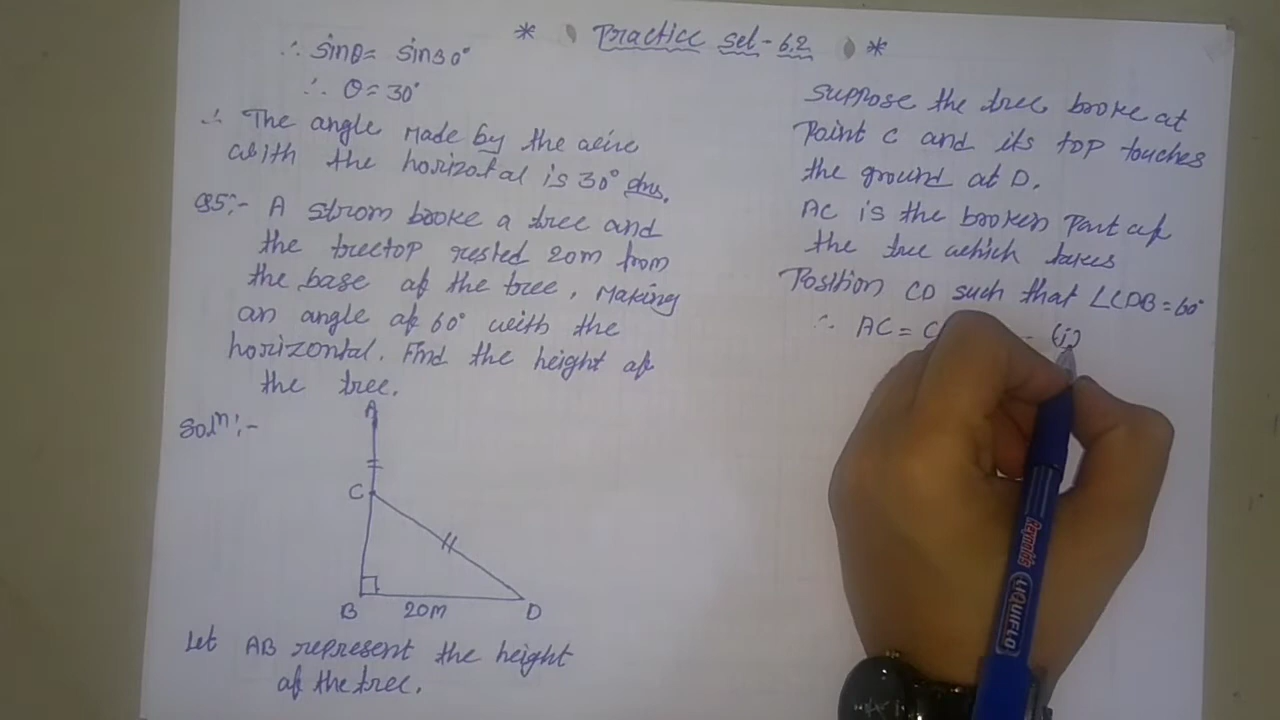 * Practice Set-6.2 *
∴ sinθ= sin30°
∴ θ=30°
∴ The angle Made by the wire
with the horizotal is 30° Ans.
Q5:- A strom broke a tree and
the treetop rested 20m from
the base of the tree, Making
an angle of 60° with the
horizontal. Find the height of
the tree.
Solⁿ:-
A
C
B
20m
D
Let AB represent the height
of the tree.
Suppose the tree broke at
Point C and its top touches
the ground at D.
AC is the broken Part of
the tree which takes
Position CD such that ∠CDB=60°
∴ AC = (i)
Reynolds LIQUIFLO